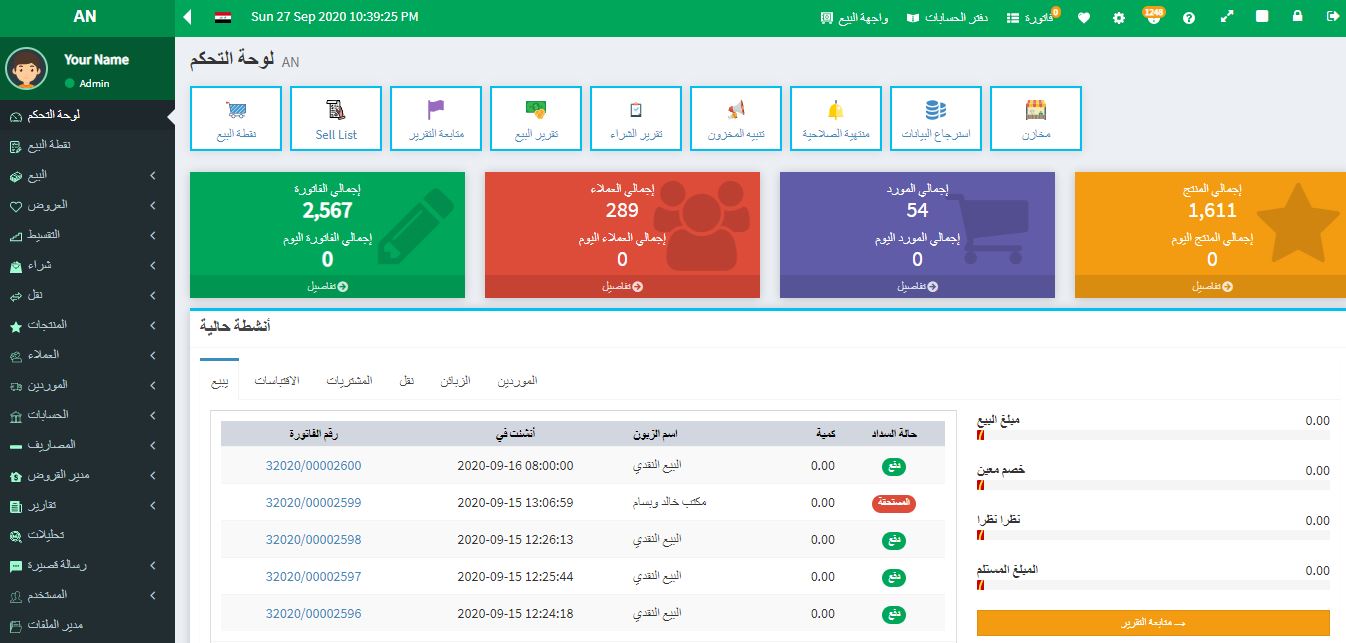 AN
Sun 27 Sep 2020 10:39:25 PM
واجهة البيع
دفتر الحسابات
فاتورة 0
1248
Your Name
Admin
لوحة التحكم
نقطة البيع
البيع
العروض
التقسيط
شراء
نقل
المنتجات
العملاء
الموردين
الحسابات
المصاريف
مدير القروض
تقارير
تحليلات
رسالة قصيرة
المستخدم
مدير الملفات
لوحة التحكم AN
نقطة البيع
Sell List
متابعة التقرير
تقرير البيع
تقرير الشراء
تنبيه المخزون
منتهية الصلاحية
استرجاع البيانات
مخازن
إجمالي الفاتورة
2,567
إجمالي الفاتورة اليوم
0
تفاصيل
إجمالي العملاء
289
إجمالي العملاء اليوم
0
تفاصيل
إجمالي المورد
54
إجمالي المورد اليوم
0
تفاصيل
إجمالي المنتج
1,611
إجمالي المنتج اليوم
0
تفاصيل
أنشطة حالية
يبيع
الاقتباسات
المشتريات
نقل
الزبائن
الموردين
رقم الفاتورة أنشئت في اسم الزبون كمية حالة السداد
32020/00002600 2020-09-16 08:00:00 البيع النقدي 0.00 دفع
32020/00002599 2020-09-15 13:06:59 مكتب خالد وبسام 0.00 المستحقة
32020/00002598 2020-09-15 12:26:13 البيع النقدي 0.00 دفع
32020/00002597 2020-09-15 12:25:44 البيع النقدي 0.00 دفع
32020/00002596 2020-09-15 12:24:18 البيع النقدي 0.00 دفع
مبلغ البيع 0.00
خصم معين 0.00
نظرا نظرا 0.00
المبلغ المستلم 0.00
متابعة التقرير →